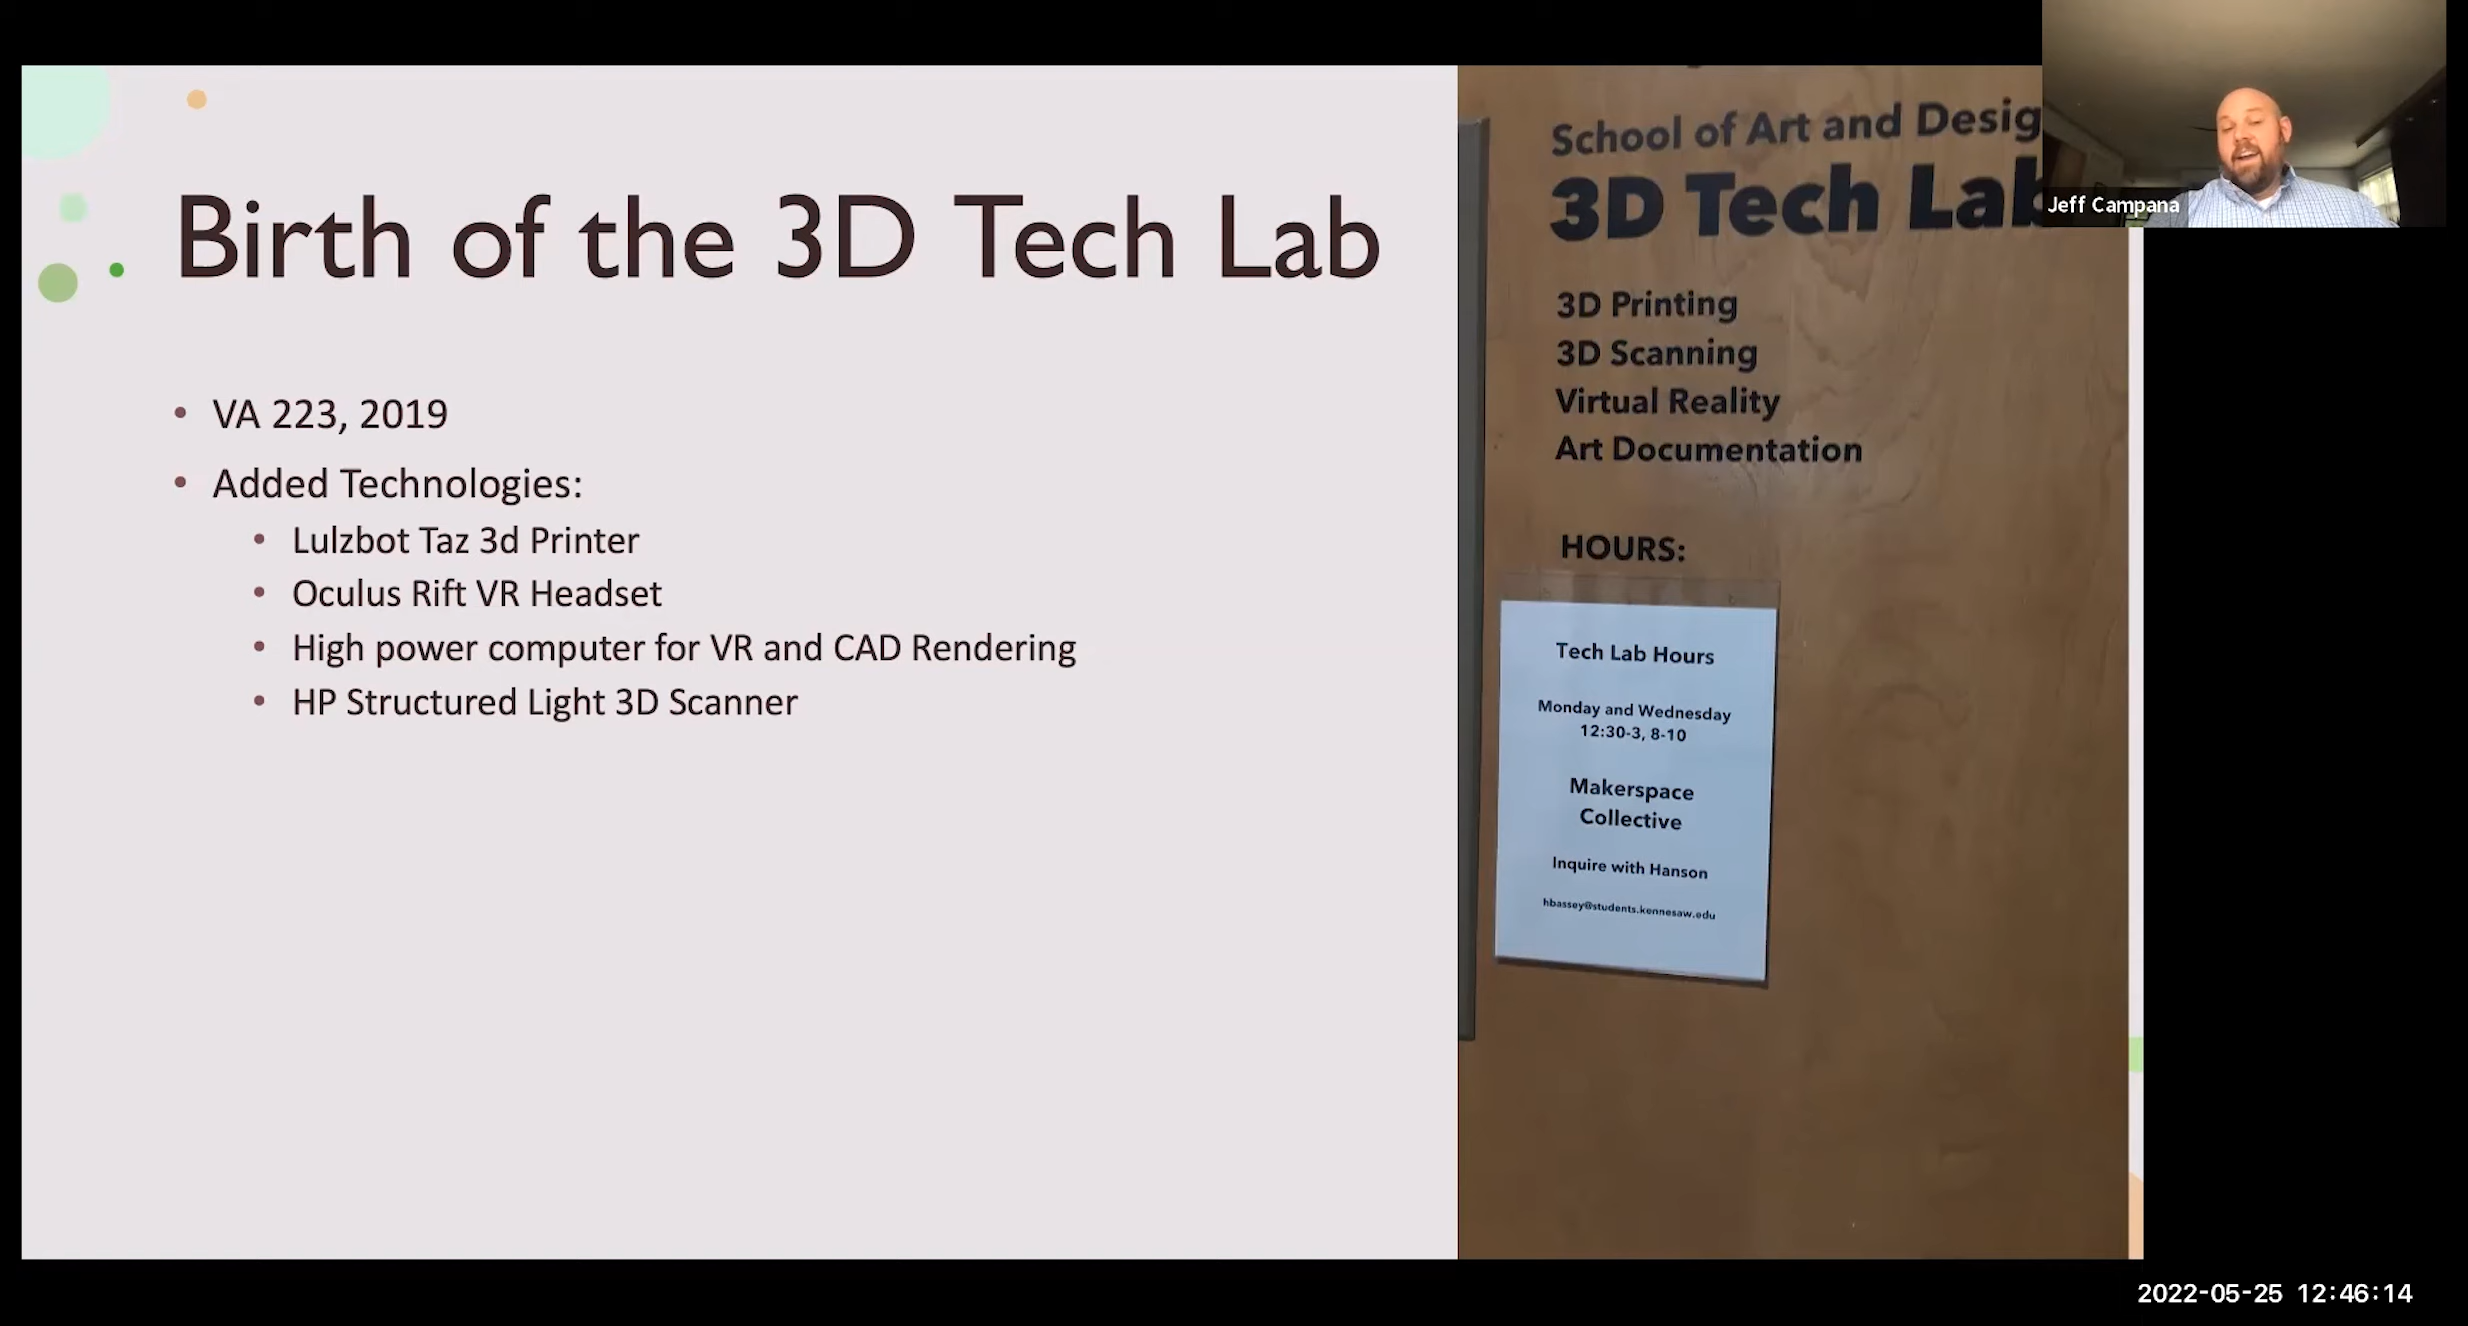 Birth of the 3D Tech Lab
• VA 223, 2019
• Added Technologies:
• Lulzbot Taz 3d Printer
• Oculus Rift VR Headset
• High power computer for VR and CAD Rendering
• HP Structured Light 3D Scanner
School of Art and Desig
3D Tech Lab
3D Printing
3D Scanning
Virtual Reality
Art Documentation
HOURS:
Tech Lab Hours
Monday and Wednesday
12:30-3, 8-10
Makerspace
Collective
Inquire with Hanson
hbassey@students.kennesaw.edu
Jeff Campana
2022-05-25 12:46:14